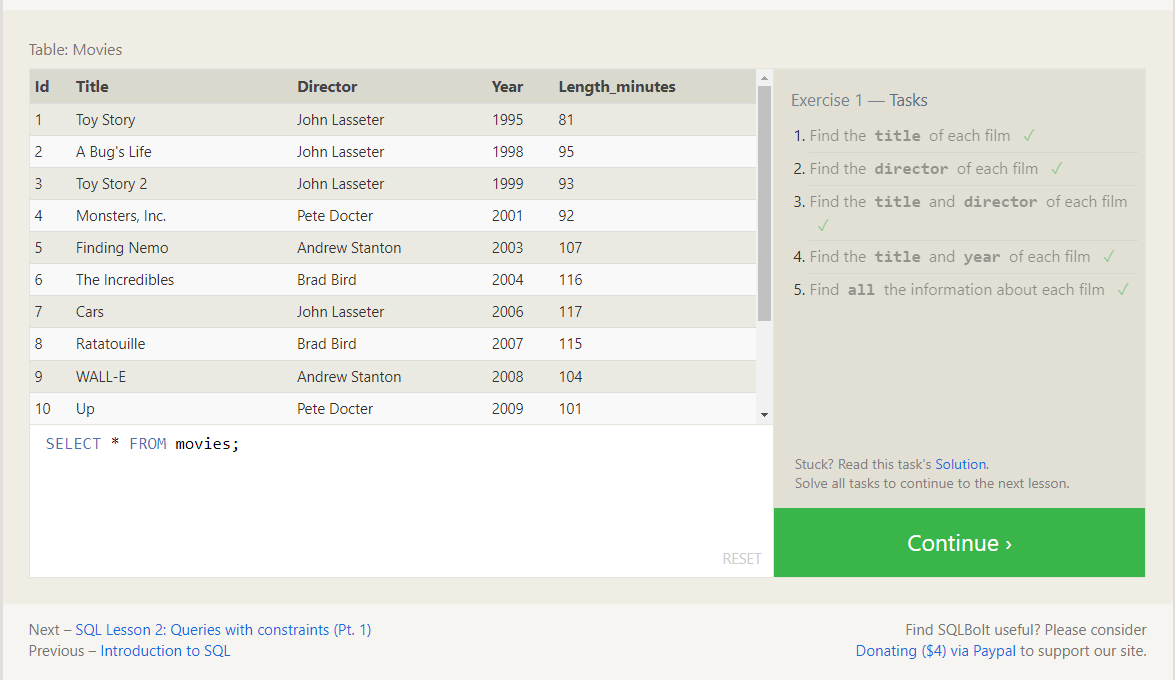 Table: Movies
Id Title Director Year Length_minutes
1 Toy Story John Lasseter 1995 81
2 A Bug's Life John Lasseter 1998 95
3 Toy Story 2 John Lasseter 1999 93
4 Monsters, Inc. Pete Docter 2001 92
5 Finding Nemo Andrew Stanton 2003 107
6 The Incredibles Brad Bird 2004 116
7 Cars John Lasseter 2006 117
8 Ratatouille Brad Bird 2007 115
9 WALL-E Andrew Stanton 2008 104
10 Up Pete Docter 2009 101
SELECT * FROM movies;
RESET
Exercise 1 — Tasks
1. Find the title of each film ✓
2. Find the director of each film ✓
3. Find the title and director of each film
✓
4. Find the title and year of each film ✓
5. Find all the information about each film ✓
Stuck? Read this task's Solution.
Solve all tasks to continue to the next lesson.
Continue ›
Next – SQL Lesson 2: Queries with constraints (Pt. 1)
Previous – Introduction to SQL
Find SQLBolt useful? Please consider
Donating ($4) via Paypal to support our site.